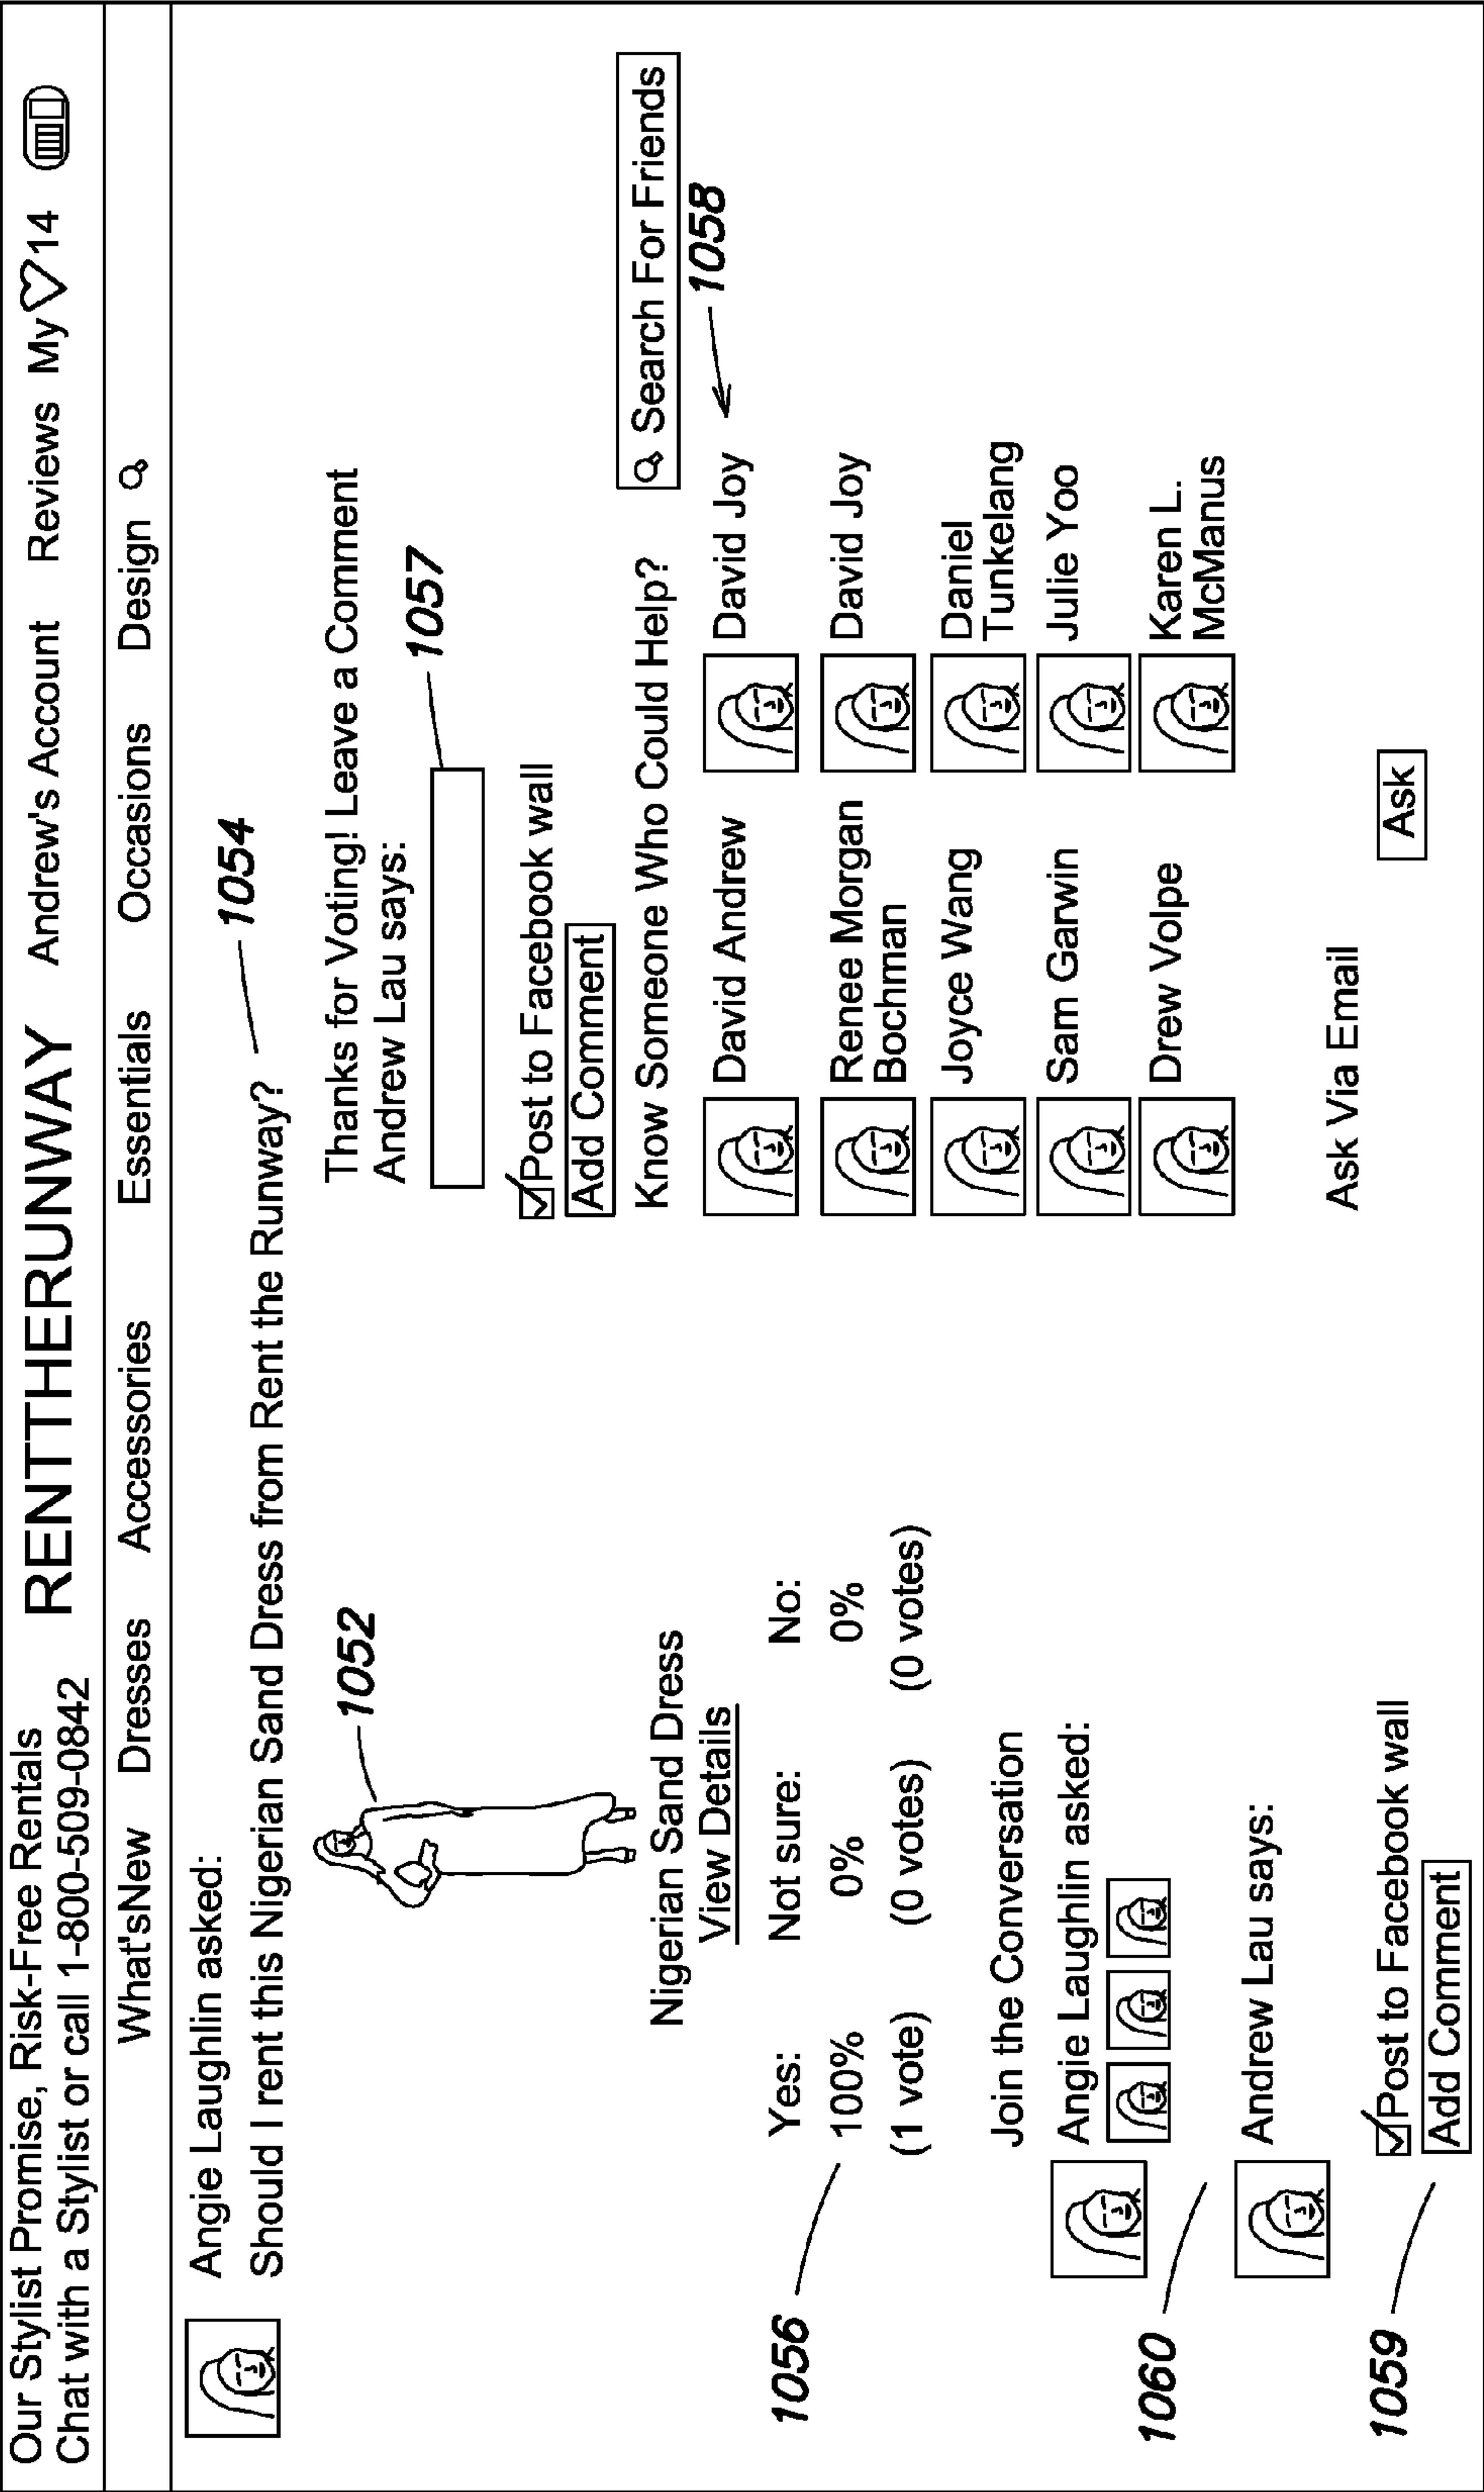 Our Stylist Promise, Risk-Free Rentals
Chat with a Stylist or call 1-800-509-0842
RENTTHERUNWAY
Andrew's Account Reviews My ♡ 14
What'sNew Dresses Accessories Essentials Occasions Design
Angie Laughlin asked:
Should I rent this Nigerian Sand Dress from Rent the Runway?
1054
1052
Nigerian Sand Dress
View Details
Yes: Not sure: No:
100% 0% 0%
(1 vote) (0 votes) (0 votes)
1056
Join the Conversation
Angie Laughlin asked:
1060
Andrew Lau says:
Post to Facebook wall
Add Comment
1059
Thanks for Voting! Leave a Comment
Andrew Lau says:
1057
Post to Facebook wall
Add Comment
Know Someone Who Could Help?
Search For Friends
1058
David Andrew David Joy
Renee Morgan Bochman David Joy
Joyce Wang Daniel Tunkelang
Sam Garwin Julie Yoo
Drew Volpe Karen L. McManus
Ask Via Email
Ask